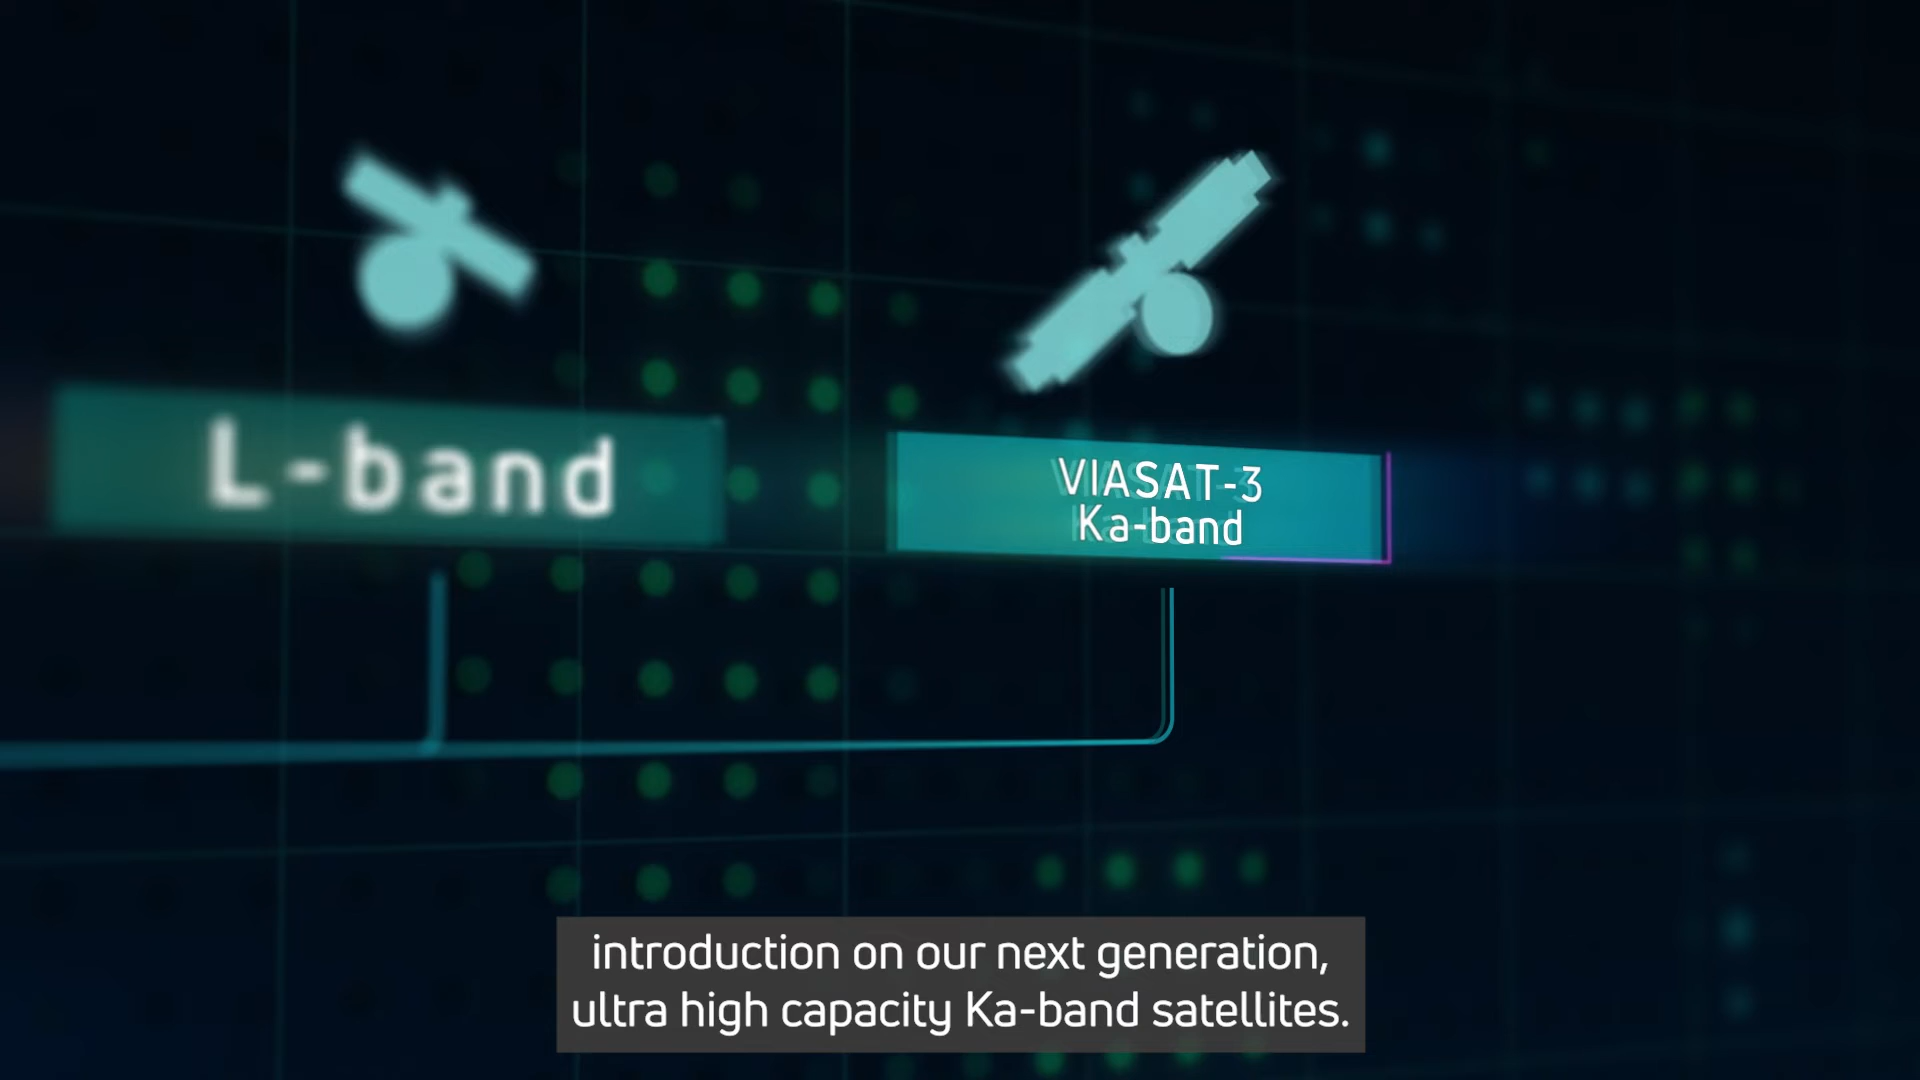 L-band
VIASAT-3
Ka-band
introduction on our next generation,
ultra high capacity Ka-band satellites.